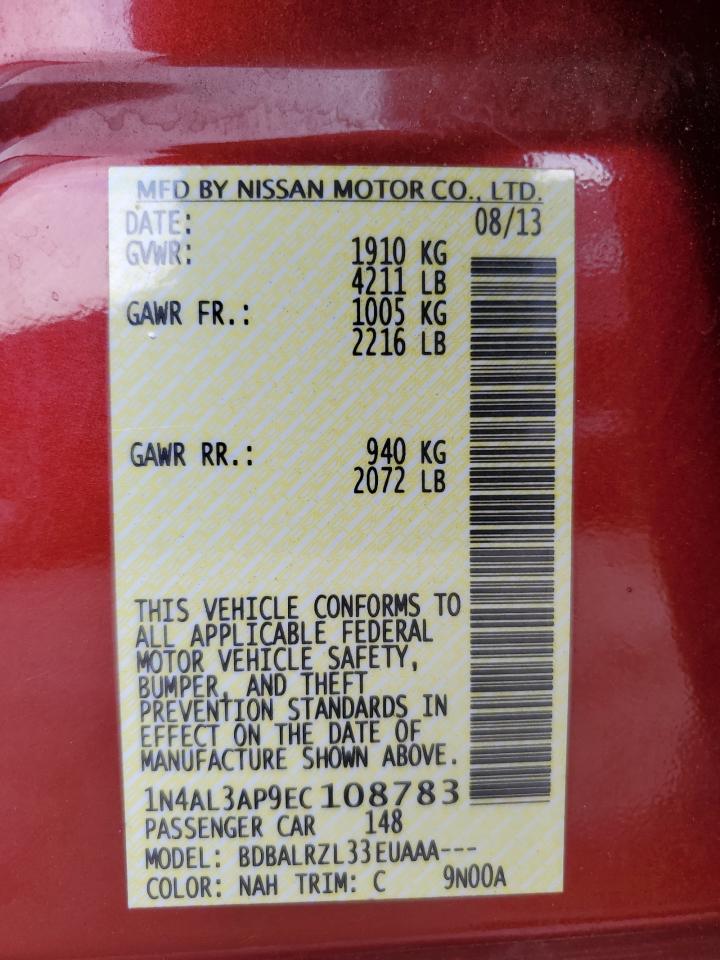 MFD BY NISSAN MOTOR CO., LTD.
DATE: 08/13
GVWR: 1910 KG
4211 LB
GAWR FR.: 1005 KG
2216 LB
GAWR RR.: 940 KG
2072 LB
THIS VEHICLE CONFORMS TO
ALL APPLICABLE FEDERAL
MOTOR VEHICLE SAFETY,
BUMPER, AND THEFT
PREVENTION STANDARDS IN
EFFECT ON THE DATE OF
MANUFACTURE SHOWN ABOVE.
1N4AL3AP9EC 108783
PASSENGER CAR 148
MODEL: BDBALRZL33EUAAA---
COLOR: NAH TRIM: C 9N00A